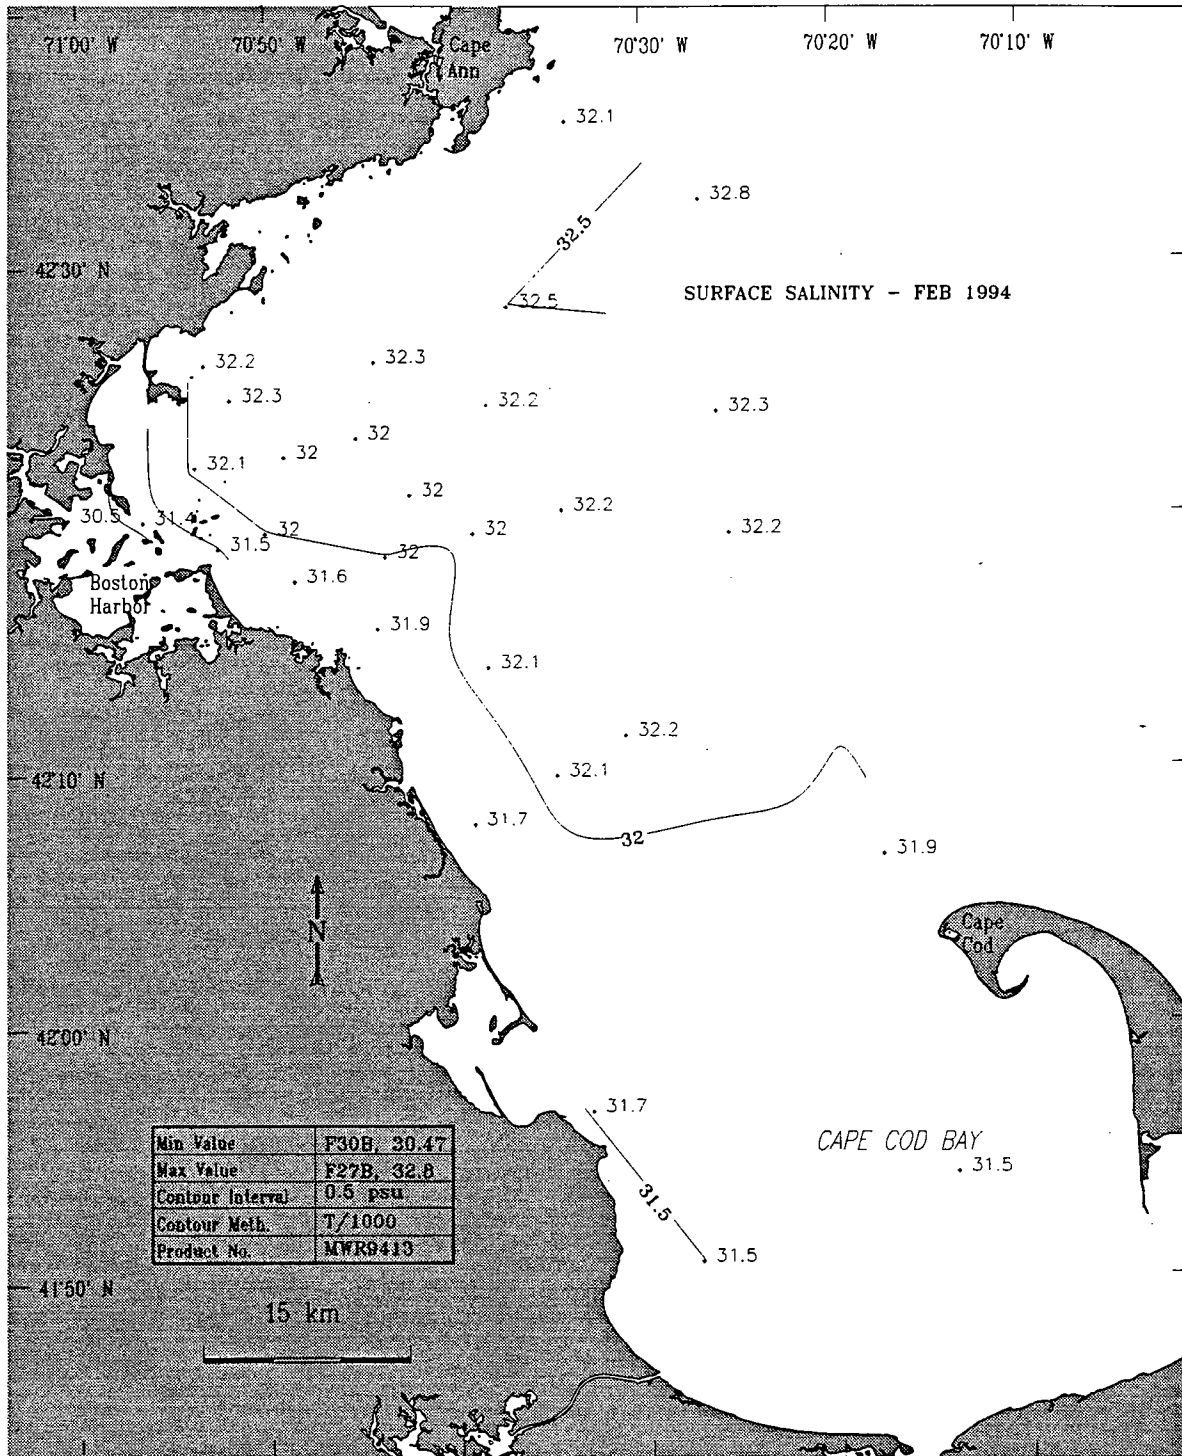 71°00' W
70°50' W
70°30' W
70°20' W
70°10' W
Cape
Ann
32.1
32.8
32.5
42°30' N
32.5
SURFACE SALINITY - FEB 1994
32.2
32.3
32.3
32.2
32.3
32
32
32.1
32
32.2
30.5
31.4
32
32
32.2
31.5
32
Boston
Harbor
31.6
31.9
32.1
32.2
32.1
42°10' N
31.7
32
31.9
N
Cape
Cod
42°00' N
31.7
CAPE COD BAY
31.5
31.5
31.5
Min Value F30B, 30.47
Max Value F27B, 32.8
Contour Interval 0.5 psu
Contour Meth. T/1000
Product No. MWR9413
41°50' N
15 km